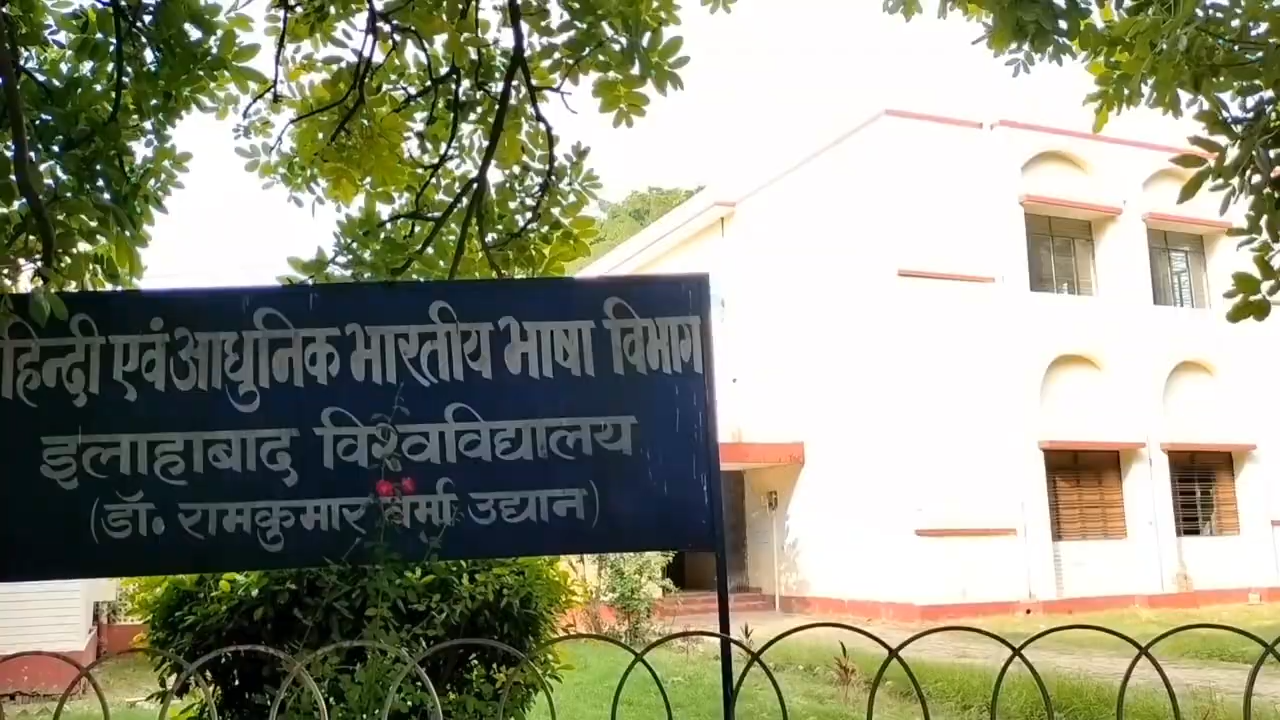 हिन्दी एवं आधुनिक भारतीय भाषा विभाग
इलाहाबाद विश्वविद्यालय
(डॉ. रामकुमार वर्मा उद्यान)